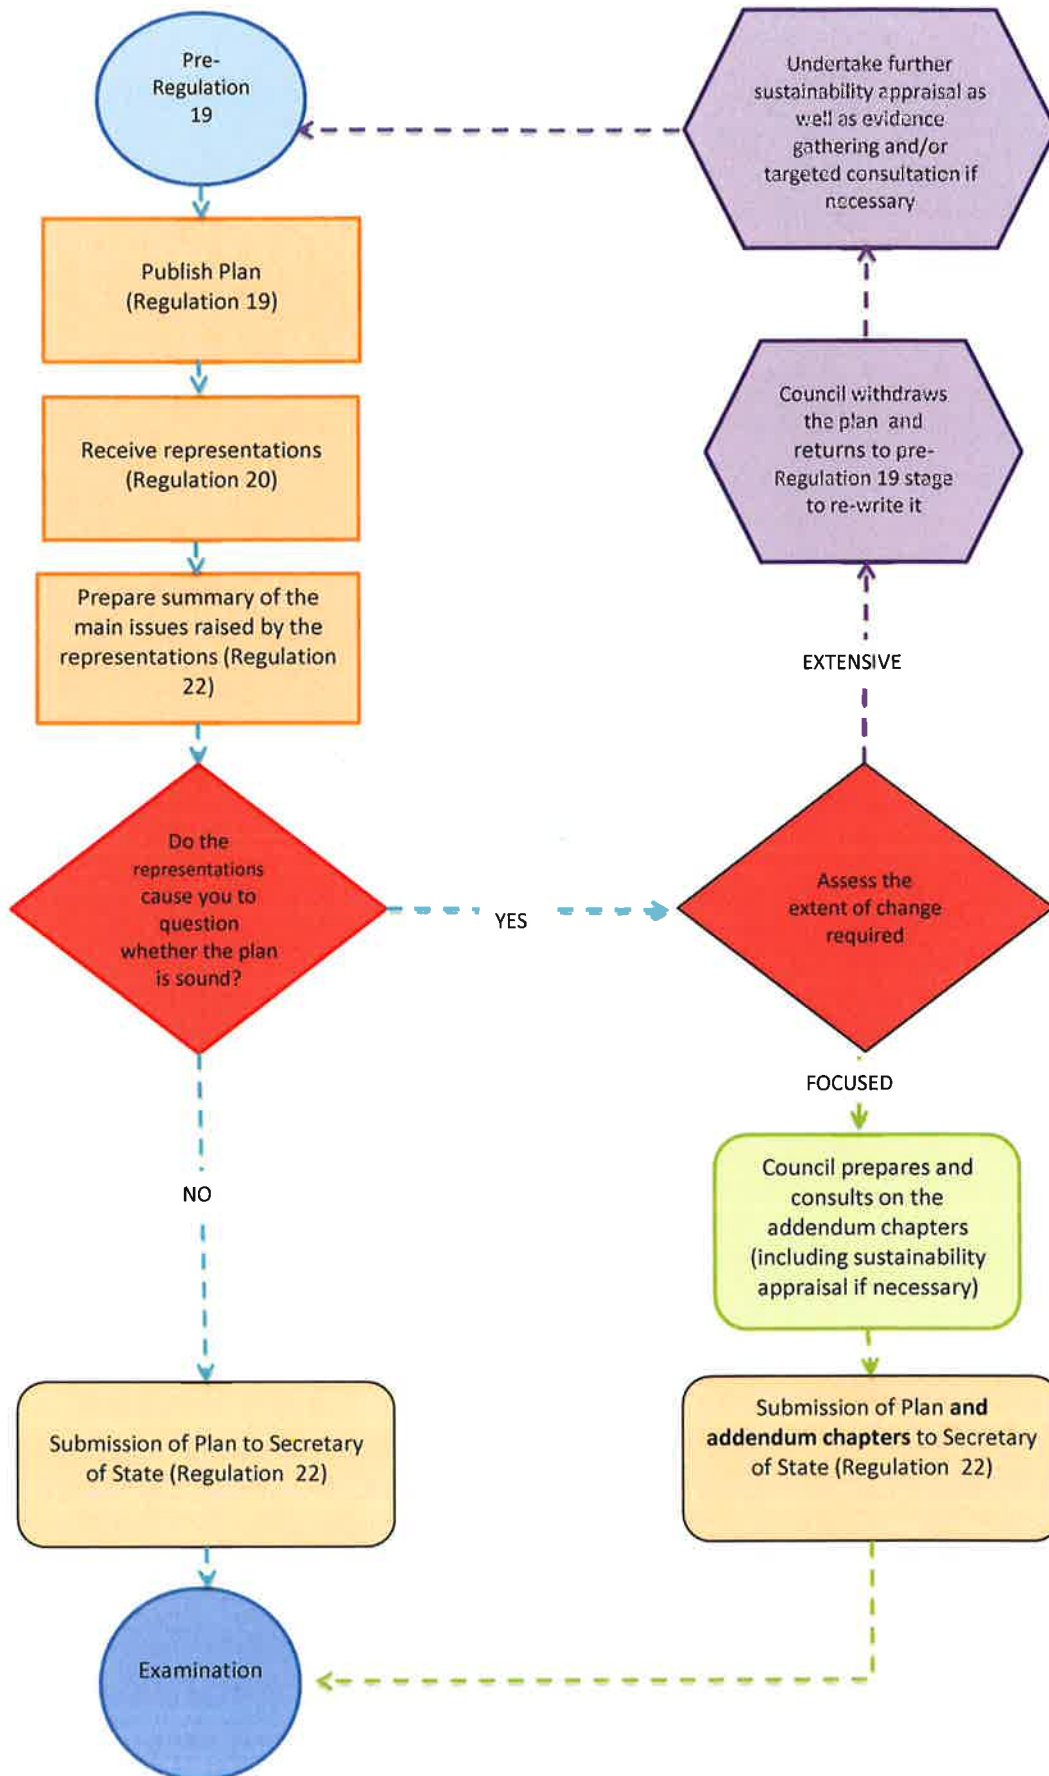 Pre-
Regulation
19
Publish Plan
(Regulation 19)
Receive representations
(Regulation 20)
Prepare summary of the
main issues raised by the
representations (Regulation
22)
Do the
representations
cause you to
question
whether the plan
is sound?
YES
NO
Submission of Plan to Secretary
of State (Regulation 22)
Examination
Undertake further
sustainability appraisal as
well as evidence
gathering and/or
targeted consultation if
necessary
Council withdraws
the plan and
returns to pre-
Regulation 19 stage
to re-write it
EXTENSIVE
Assess the
extent of change
required
FOCUSED
Council prepares and
consults on the
addendum chapters
(including sustainability
appraisal if necessary)
Submission of Plan and
addendum chapters to Secretary
of State (Regulation 22)